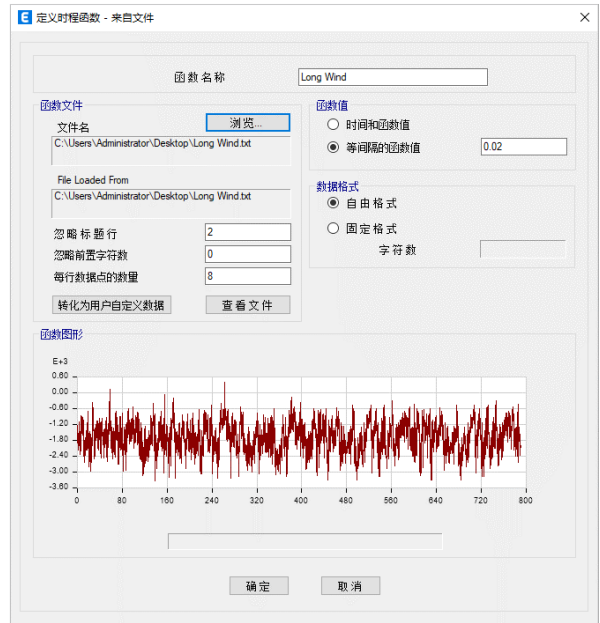 E 定义时程函数 - 来自文件
函数名称 Long Wind
函数文件
文件名 浏览...
C:\Users\Administrator\Desktop\Long Wind.txt
File Loaded From
C:\Users\Administrator\Desktop\Long Wind.txt
忽略标题行 2
忽略前置字符数 0
每行数据点的数量 8
转化为用户自定义数据 查看文件
函数值
时间和函数值
等间隔的函数值 0.02
数据格式
自由格式
固定格式
字符数
函数图形
E+3
0.60
0.00
-0.60
-1.20
-1.80
-2.40
-3.00
-3.60
0 80 160 240 320 400 480 560 640 720 800
确定 取消